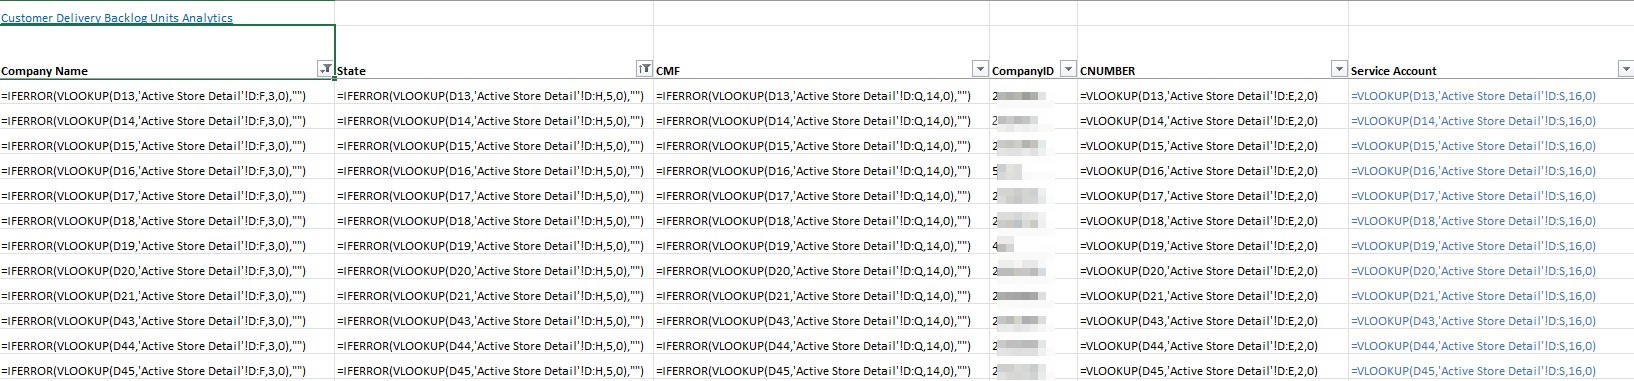 Customer Delivery Backlog Units Analytics
Company Name State CMF CompanyID CNUMBER Service Account
=IFERROR(VLOOKUP(D13,'Active Store Detail'!D:F,3,0),"") =IFERROR(VLOOKUP(D13,'Active Store Detail'!D:H,5,0),"") =IFERROR(VLOOKUP(D13,'Active Store Detail'!D:Q,14,0),"") 2 =VLOOKUP(D13,'Active Store Detail'!D:E,2,0) =VLOOKUP(D13,'Active Store Detail'!D:S,16,0)
=IFERROR(VLOOKUP(D14,'Active Store Detail'!D:F,3,0),"") =IFERROR(VLOOKUP(D14,'Active Store Detail'!D:H,5,0),"") =IFERROR(VLOOKUP(D14,'Active Store Detail'!D:Q,14,0),"") 2 =VLOOKUP(D14,'Active Store Detail'!D:E,2,0) =VLOOKUP(D14,'Active Store Detail'!D:S,16,0)
=IFERROR(VLOOKUP(D15,'Active Store Detail'!D:F,3,0),"") =IFERROR(VLOOKUP(D15,'Active Store Detail'!D:H,5,0),"") =IFERROR(VLOOKUP(D15,'Active Store Detail'!D:Q,14,0),"") 2 =VLOOKUP(D15,'Active Store Detail'!D:E,2,0) =VLOOKUP(D15,'Active Store Detail'!D:S,16,0)
=IFERROR(VLOOKUP(D16,'Active Store Detail'!D:F,3,0),"") =IFERROR(VLOOKUP(D16,'Active Store Detail'!D:H,5,0),"") =IFERROR(VLOOKUP(D16,'Active Store Detail'!D:Q,14,0),"") 5 =VLOOKUP(D16,'Active Store Detail'!D:E,2,0) =VLOOKUP(D16,'Active Store Detail'!D:S,16,0)
=IFERROR(VLOOKUP(D17,'Active Store Detail'!D:F,3,0),"") =IFERROR(VLOOKUP(D17,'Active Store Detail'!D:H,5,0),"") =IFERROR(VLOOKUP(D17,'Active Store Detail'!D:Q,14,0),"") 2 =VLOOKUP(D17,'Active Store Detail'!D:E,2,0) =VLOOKUP(D17,'Active Store Detail'!D:S,16,0)
=IFERROR(VLOOKUP(D18,'Active Store Detail'!D:F,3,0),"") =IFERROR(VLOOKUP(D18,'Active Store Detail'!D:H,5,0),"") =IFERROR(VLOOKUP(D18,'Active Store Detail'!D:Q,14,0),"") 2 =VLOOKUP(D18,'Active Store Detail'!D:E,2,0) =VLOOKUP(D18,'Active Store Detail'!D:S,16,0)
=IFERROR(VLOOKUP(D19,'Active Store Detail'!D:F,3,0),"") =IFERROR(VLOOKUP(D19,'Active Store Detail'!D:H,5,0),"") =IFERROR(VLOOKUP(D19,'Active Store Detail'!D:Q,14,0),"") 4 =VLOOKUP(D19,'Active Store Detail'!D:E,2,0) =VLOOKUP(D19,'Active Store Detail'!D:S,16,0)
=IFERROR(VLOOKUP(D20,'Active Store Detail'!D:F,3,0),"") =IFERROR(VLOOKUP(D20,'Active Store Detail'!D:H,5,0),"") =IFERROR(VLOOKUP(D20,'Active Store Detail'!D:Q,14,0),"") 2 =VLOOKUP(D20,'Active Store Detail'!D:E,2,0) =VLOOKUP(D20,'Active Store Detail'!D:S,16,0)
=IFERROR(VLOOKUP(D21,'Active Store Detail'!D:F,3,0),"") =IFERROR(VLOOKUP(D21,'Active Store Detail'!D:H,5,0),"") =IFERROR(VLOOKUP(D21,'Active Store Detail'!D:Q,14,0),"") 2 =VLOOKUP(D21,'Active Store Detail'!D:E,2,0) =VLOOKUP(D21,'Active Store Detail'!D:S,16,0)
=IFERROR(VLOOKUP(D43,'Active Store Detail'!D:F,3,0),"") =IFERROR(VLOOKUP(D43,'Active Store Detail'!D:H,5,0),"") =IFERROR(VLOOKUP(D43,'Active Store Detail'!D:Q,14,0),"") 2 =VLOOKUP(D43,'Active Store Detail'!D:E,2,0) =VLOOKUP(D43,'Active Store Detail'!D:S,16,0)
=IFERROR(VLOOKUP(D44,'Active Store Detail'!D:F,3,0),"") =IFERROR(VLOOKUP(D44,'Active Store Detail'!D:H,5,0),"") =IFERROR(VLOOKUP(D44,'Active Store Detail'!D:Q,14,0),"") 2 =VLOOKUP(D44,'Active Store Detail'!D:E,2,0) =VLOOKUP(D44,'Active Store Detail'!D:S,16,0)
=IFERROR(VLOOKUP(D45,'Active Store Detail'!D:F,3,0),"") =IFERROR(VLOOKUP(D45,'Active Store Detail'!D:H,5,0),"") =IFERROR(VLOOKUP(D45,'Active Store Detail'!D:Q,14,0),"") 2 =VLOOKUP(D45,'Active Store Detail'!D:E,2,0) =VLOOKUP(D45,'Active Store Detail'!D:S,16,0)